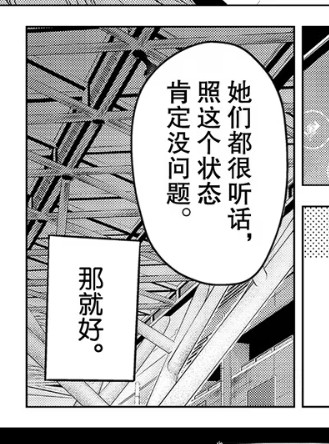 她们都很听话，
照这个状态
肯定没问题。
那就好。